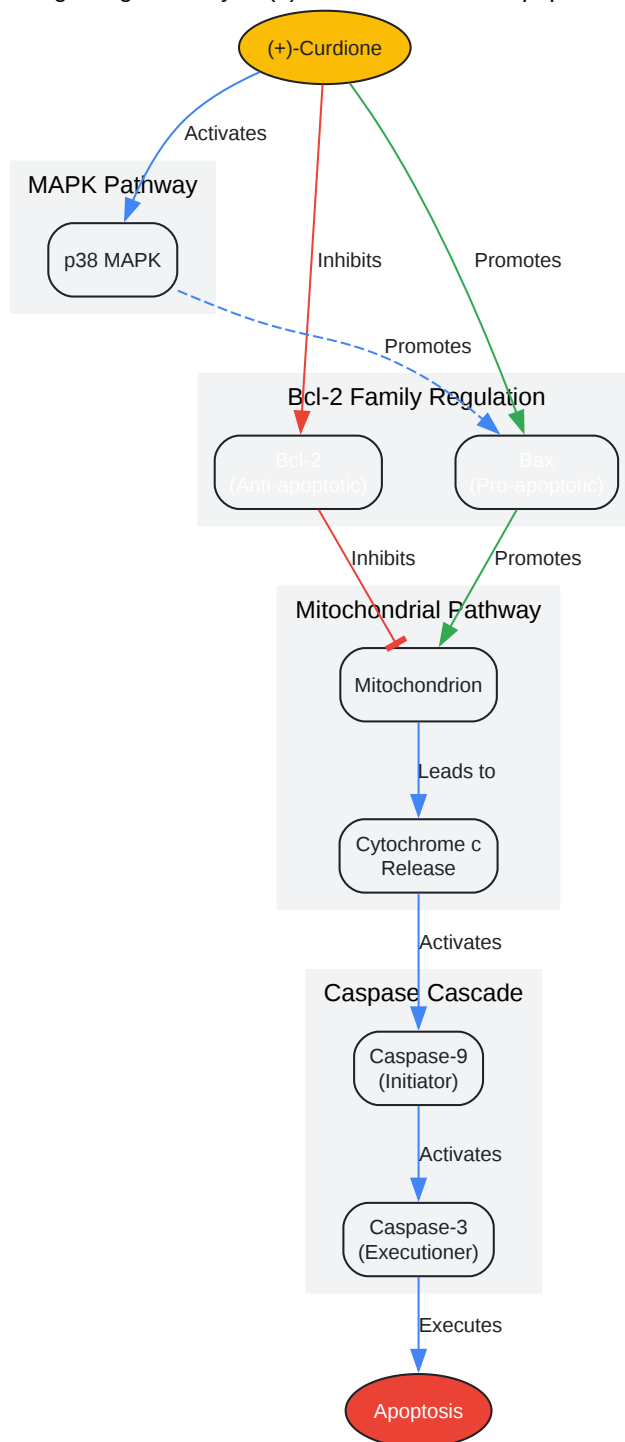 (+)-Curdione
Activates
MAPK Pathway
p38 MAPK
Inhibits
Promotes
Promotes
Bcl-2 Family Regulation
Bcl-2
(Anti-apoptotic)
Bax
(Pro-apoptotic)
Inhibits
Promotes
Mitochondrial Pathway
Mitochondrion
Leads to
Cytochrome c
Release
Activates
Caspase Cascade
Caspase-9
(Initiator)
Activates
Caspase-3
(Executioner)
Executes
Apoptosis